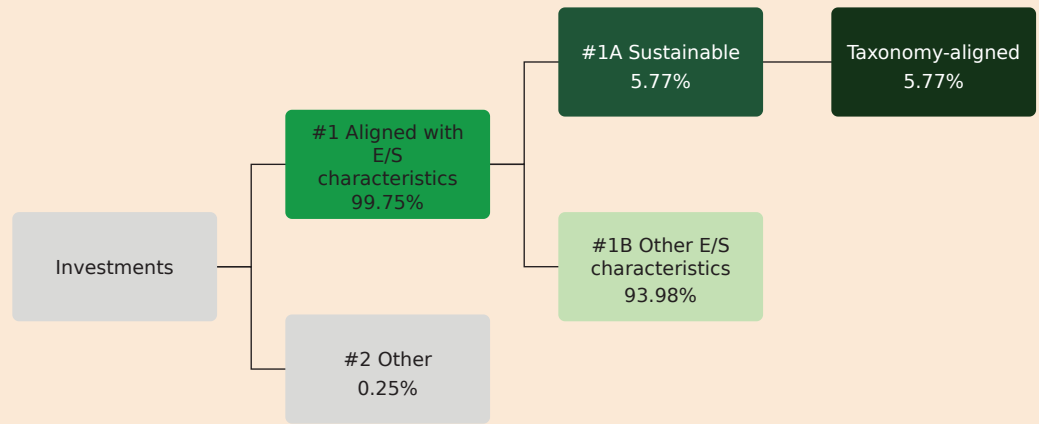 Investments
#1 Aligned with
E/S
characteristics
99.75%
#2 Other
0.25%
#1A Sustainable
5.77%
#1B Other E/S
characteristics
93.98%
Taxonomy-aligned
5.77%